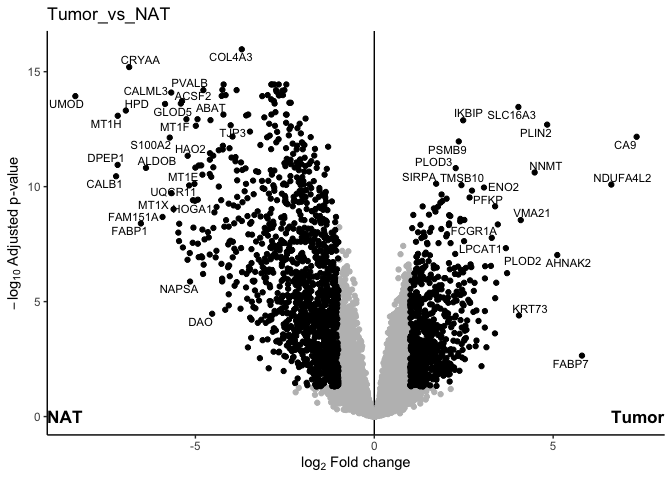 Tumor_vs_NAT
COL4A3
CRYAA
15
PVALB
CALML3
ACSF2
UMOD
HPD
ABAT
GLOD5
IKBIP
SLC16A3
MT1H
MT1F
TJP3
PLIN2
S100A2
HAO2
PSMB9
CA9
DPEP1
ALDOB
PLOD3
NNMT
CALB1
MT1E
SIRPA
TMSB10
NDUFA4L2
10
UQCR11
ENO2
MT1X
HOGA1
PFKP
FAM151A
VMA21
FABP1
FCGR1A
LPCAT1
PLOD2
AHNAK2
NAPSA
5
DAO
KRT73
FABP7
0
NAT
Tumor
-5
0
5
log2 Fold change
−log10 Adjusted p-value